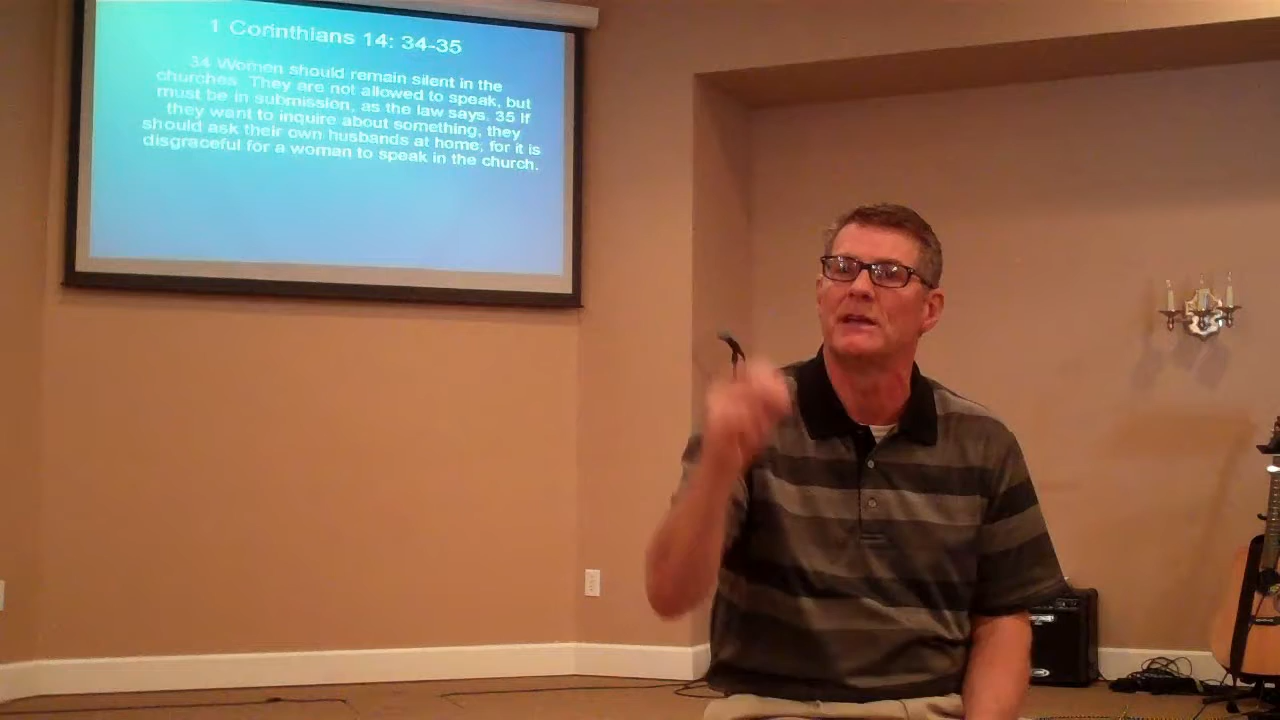 1 Corinthians 14: 34-35
34 Women should remain silent in the
churches. They are not allowed to speak, but
must be in submission, as the law says. 35 If
they want to inquire about something, they
should ask their own husbands at home; for it is
disgraceful for a woman to speak in the church.